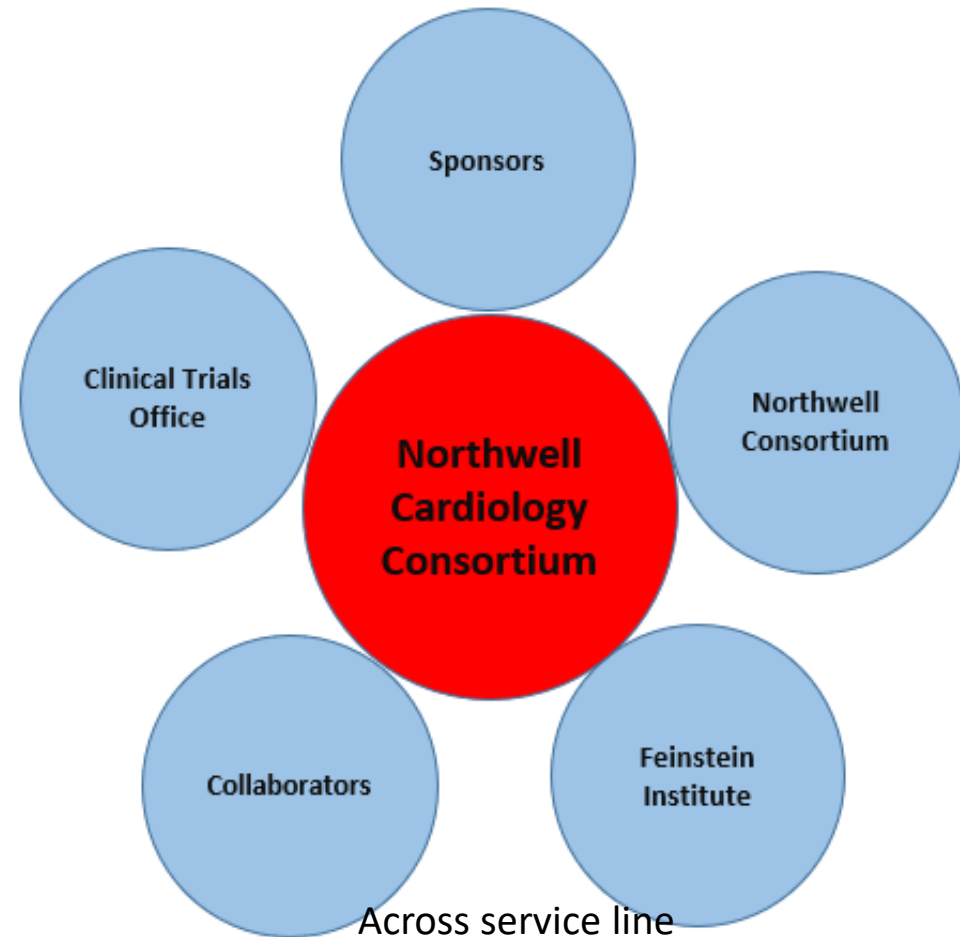 Sponsors
Clinical Trials
Office
Northwell
Consortium
Northwell
Cardiology
Consortium
Collaborators
Feinstein
Institute
Across service line